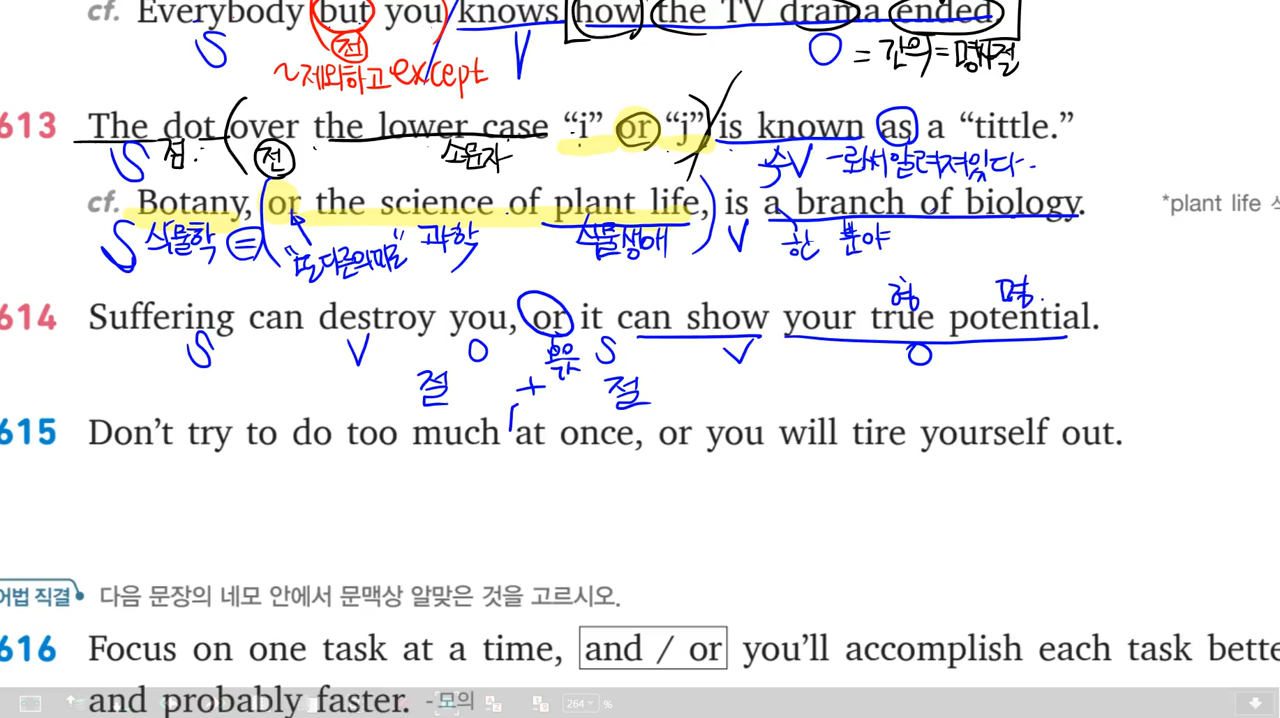 cf. Everybody but you knows how the TV drama ended
S 전 V O = 간의 = 명사절
~제외하고 except
613 The dot over the lower case “i” or “j” is known as a “tittle.”
S 점 전 소문자 수V -로써 알려져있다.
cf. Botany, or the science of plant life, is a branch of biology. *plant life 식
S 식물학 = "또다른의미로" 과학 식물생애 V 한 분야
형 명
614 Suffering can destroy you, or it can show your true potential.
S V O S V O
절 + 절
615 Don’t try to do too much at once, or you will tire yourself out.
어법 직결 다음 문장의 네모 안에서 문맥상 알맞은 것을 고르시오.
616 Focus on one task at a time, and / or you’ll accomplish each task bette
and probably faster. - 모의
264 %